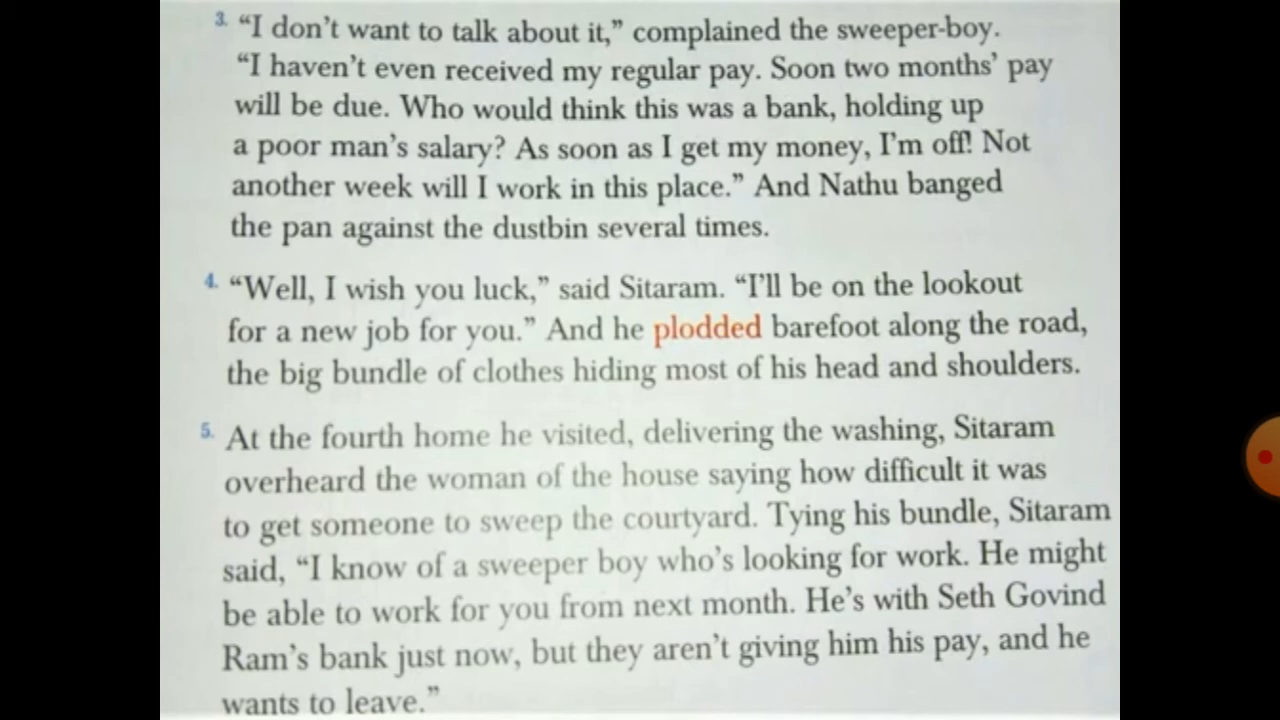 3. “I don’t want to talk about it,” complained the sweeper-boy.
“I haven’t even received my regular pay. Soon two months’ pay
will be due. Who would think this was a bank, holding up
a poor man’s salary? As soon as I get my money, I’m off! Not
another week will I work in this place.” And Nathu banged
the pan against the dustbin several times.
4. “Well, I wish you luck,” said Sitaram. “I’ll be on the lookout
for a new job for you.” And he plodded barefoot along the road,
the big bundle of clothes hiding most of his head and shoulders.
5. At the fourth home he visited, delivering the washing, Sitaram
overheard the woman of the house saying how difficult it was
to get someone to sweep the courtyard. Tying his bundle, Sitaram
said, “I know of a sweeper boy who’s looking for work. He might
be able to work for you from next month. He’s with Seth Govind
Ram’s bank just now, but they aren’t giving him his pay, and he
wants to leave.”